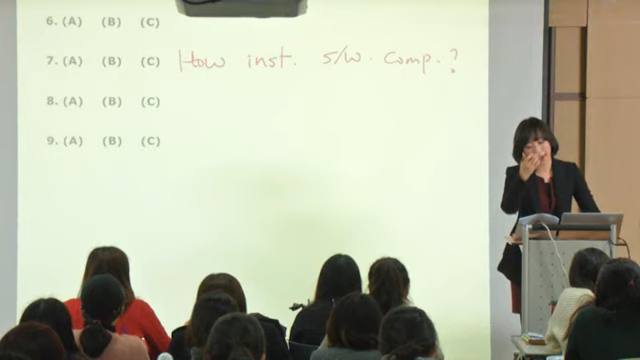 6. (A) (B) (C)
7. (A) (B) (C) How inst. s/w. comp.?
8. (A) (B) (C)
9. (A) (B) (C)